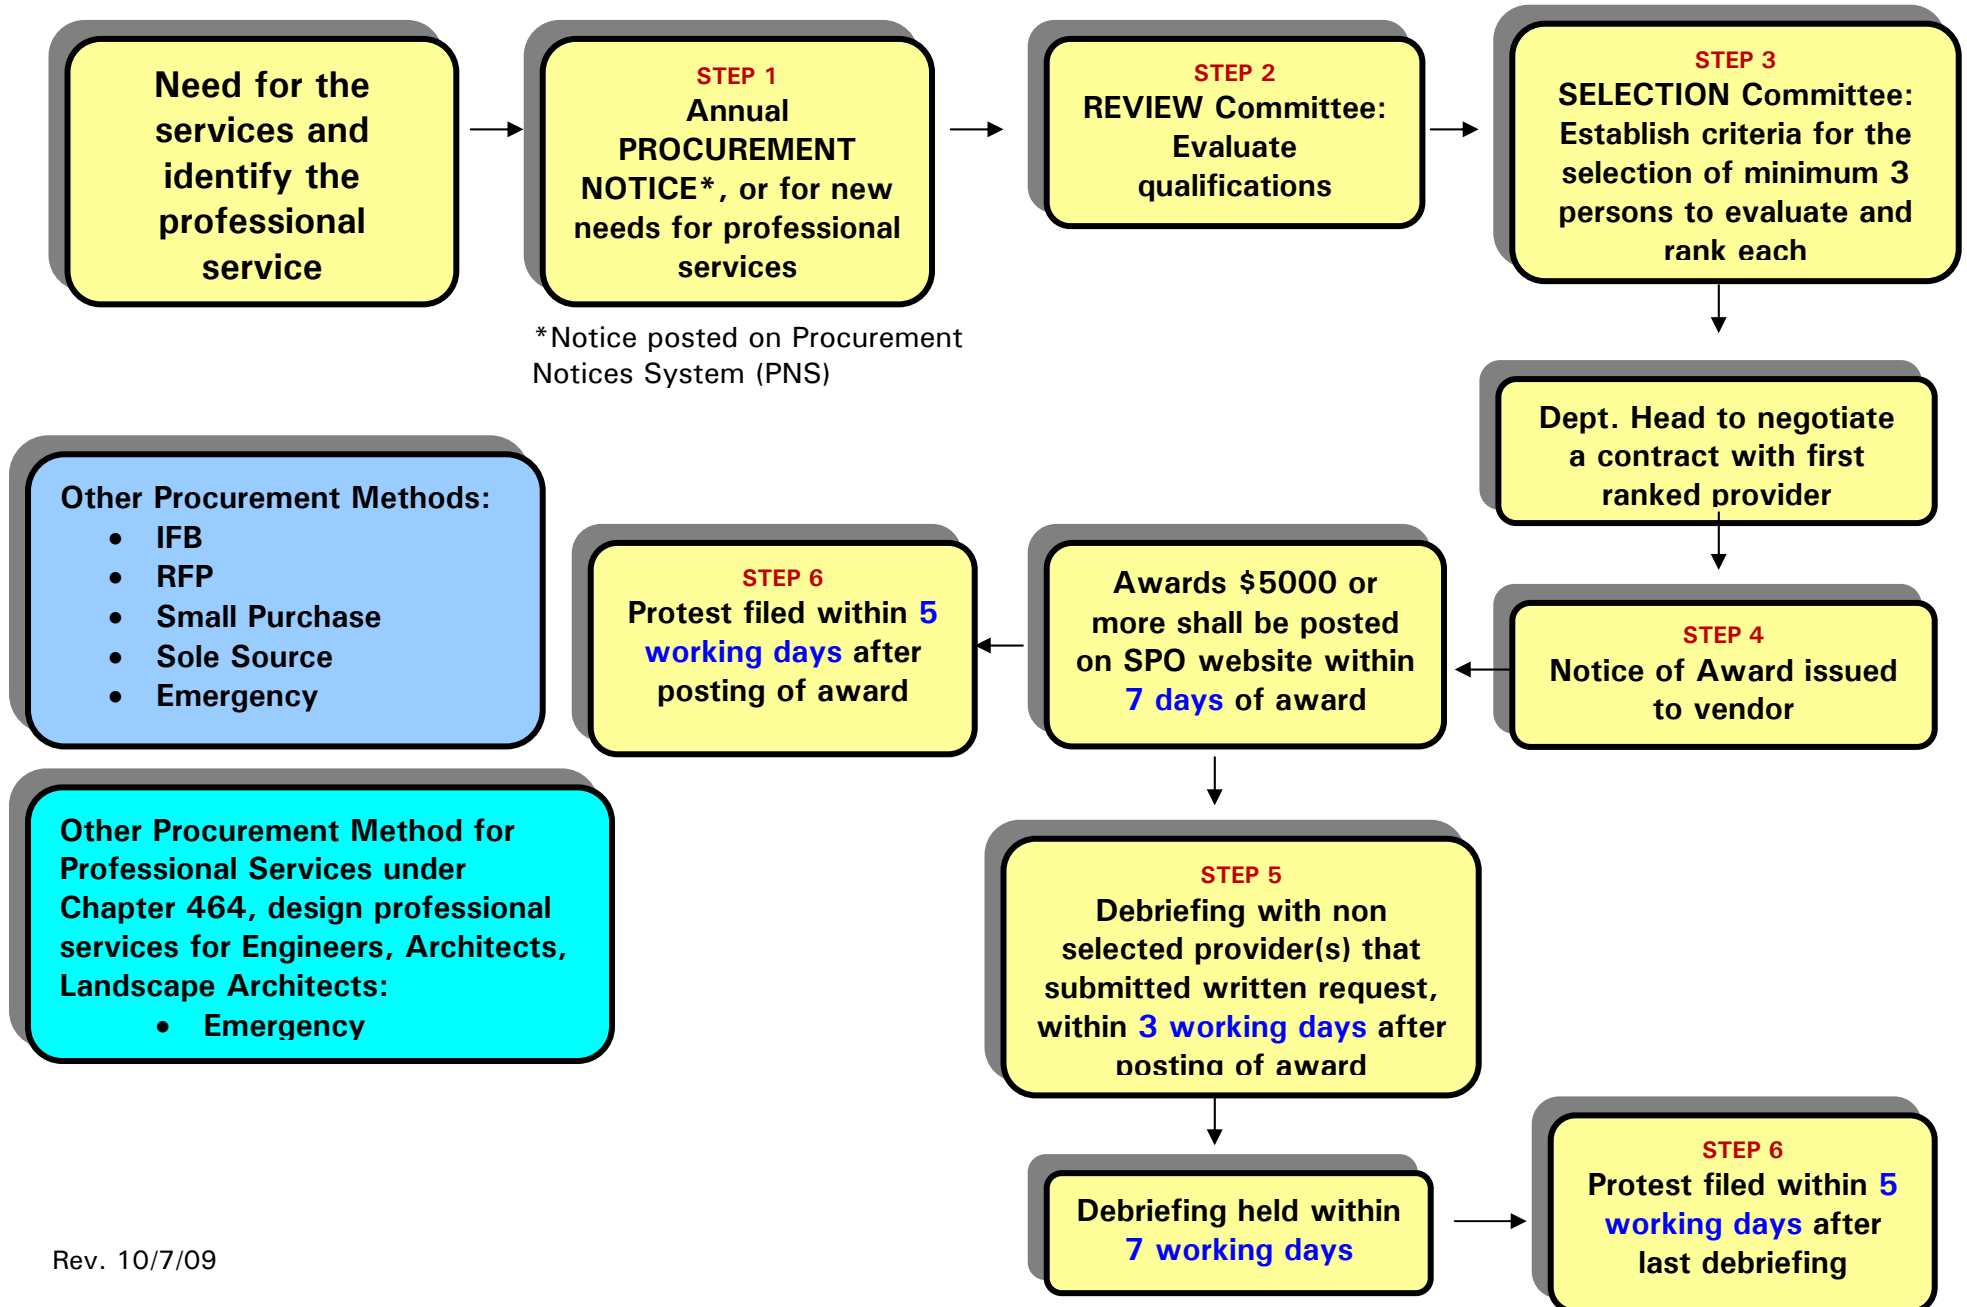 Need for the
services and
identify the
professional
service
STEP 1
Annual
PROCUREMENT
NOTICE*, or for new
needs for professional
services
*Notice posted on Procurement
Notices System (PNS)
STEP 2
REVIEW Committee:
Evaluate
qualifications
STEP 3
SELECTION Committee:
Establish criteria for the
selection of minimum 3
persons to evaluate and
rank each
Dept. Head to negotiate
a contract with first
ranked provider
STEP 4
Notice of Award issued
to vendor
Awards $5000 or
more shall be posted
on SPO website within
7 days of award
STEP 6
Protest filed within 5
working days after
posting of award
Other Procurement Methods:
• IFB
• RFP
• Small Purchase
• Sole Source
• Emergency
Other Procurement Method for
Professional Services under
Chapter 464, design professional
services for Engineers, Architects,
Landscape Architects:
• Emergency
STEP 5
Debriefing with non
selected provider(s) that
submitted written request,
within 3 working days after
posting of award
Debriefing held within
7 working days
STEP 6
Protest filed within 5
working days after
last debriefing
Rev. 10/7/09